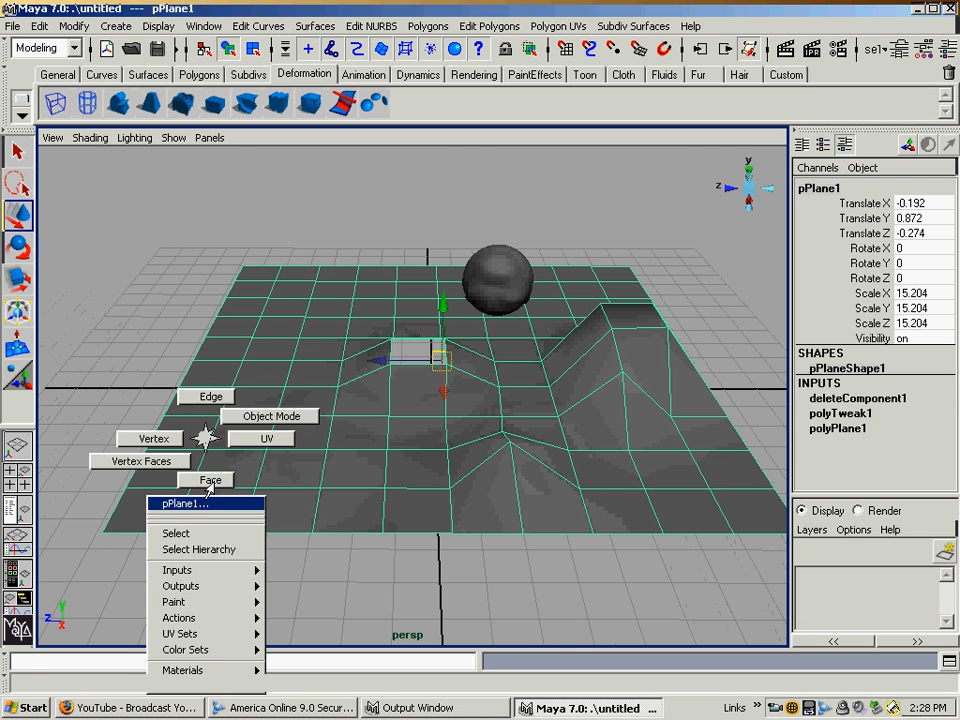 Maya 7.0: .\untitled --- pPlane1
File Edit Modify Create Display Window Edit Curves Surfaces Edit NURBS Polygons Edit Polygons Polygon UVs Subdiv Surfaces Help
Modeling
sel
General Curves Surfaces Polygons Subdivs Deformation Animation Dynamics Rendering PaintEffects Toon Cloth Fluids Fur Hair Custom
View Shading Lighting Show Panels
Channels Object
pPlane1
Translate X -0.192
Translate Y 0.872
Translate Z -0.274
Rotate X 0
Rotate Y 0
Rotate Z 0
Scale X 15.204
Scale Y 15.204
Scale Z 15.204
Visibility on
SHAPES
pPlaneShape1
INPUTS
deleteComponent1
polyTweak1
polyPlane1
y
z
Edge
Object Mode
Vertex
UV
Vertex Faces
Face
pPlane1...
Select
Select Hierarchy
Inputs
Outputs
Paint
Actions
UV Sets
Color Sets
Materials
Display Render
Layers Options Help
y
z
x
persp
<< >>
Start YouTube - Broadcast Yo... America Online 9.0 Secur... Output Window Maya 7.0: .\untitled ... Links » 2:28 PM